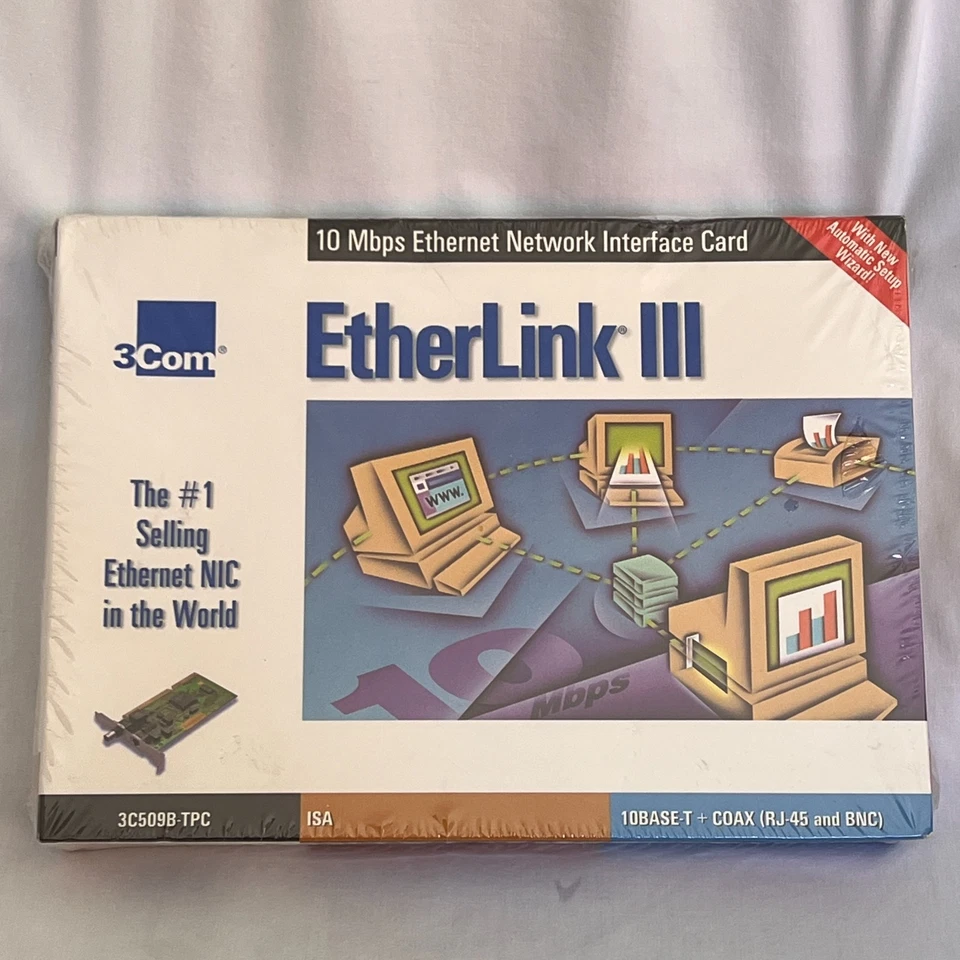 10 Mbps Ethernet Network Interface Card
With New
Automatic Setup
Wizard!
3Com®
EtherLink® III
The #1
Selling
Ethernet NIC
in the World
www.
10
Mbps
3C509B-TPC
ISA
10BASE-T + COAX (RJ-45 and BNC)